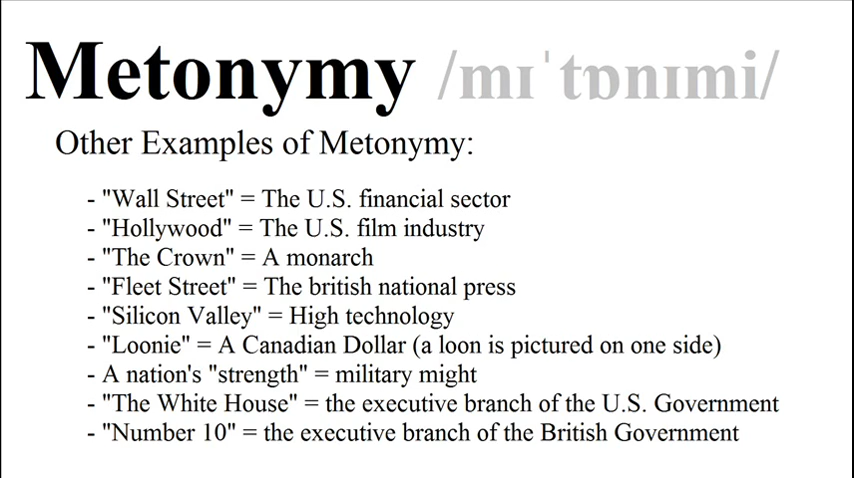 Metonymy /mɪˈtɒnɪmi/
Other Examples of Metonymy:
- "Wall Street" = The U.S. financial sector
- "Hollywood" = The U.S. film industry
- "The Crown" = A monarch
- "Fleet Street" = The british national press
- "Silicon Valley" = High technology
- "Loonie" = A Canadian Dollar (a loon is pictured on one side)
- A nation's "strength" = military might
- "The White House" = the executive branch of the U.S. Government
- "Number 10" = the executive branch of the British Government